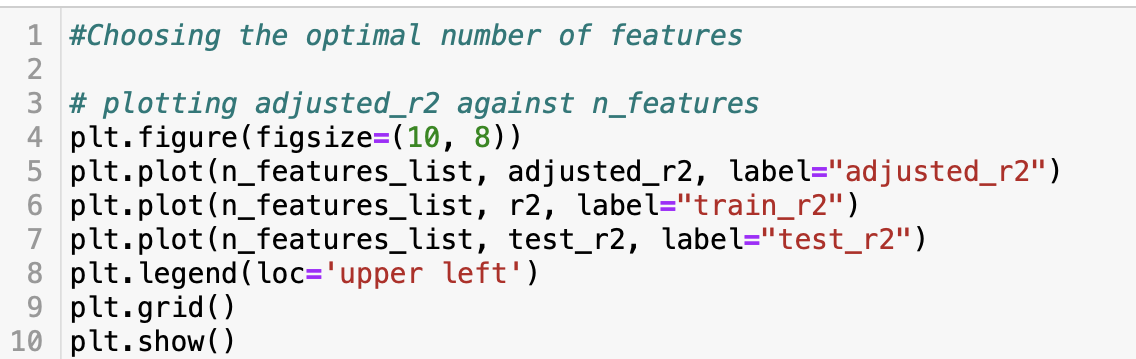 1 #Choosing the optimal number of features
2
3 # plotting adjusted_r2 against n_features
4 plt.figure(figsize=(10, 8))
5 plt.plot(n_features_list, adjusted_r2, label="adjusted_r2")
6 plt.plot(n_features_list, r2, label="train_r2")
7 plt.plot(n_features_list, test_r2, label="test_r2")
8 plt.legend(loc='upper left')
9 plt.grid()
10 plt.show()